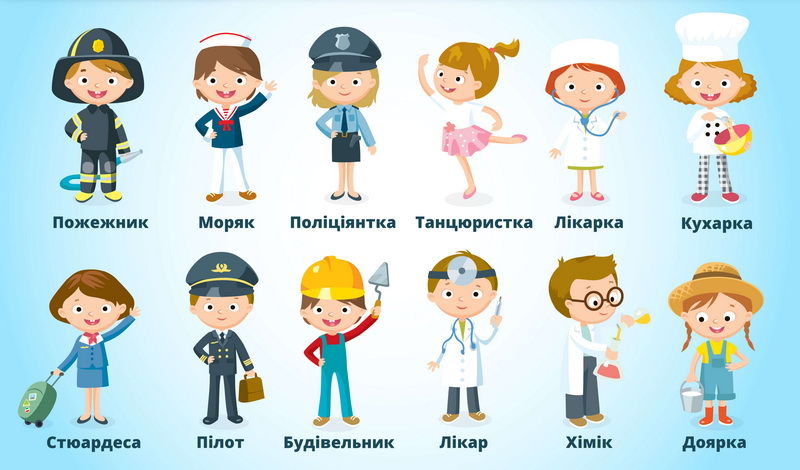 Пожежник Моряк Поліціянтка Танцюристка Лікарка Кухарка
Стюардеса Пілот Будівельник Лікар Хімік Доярка